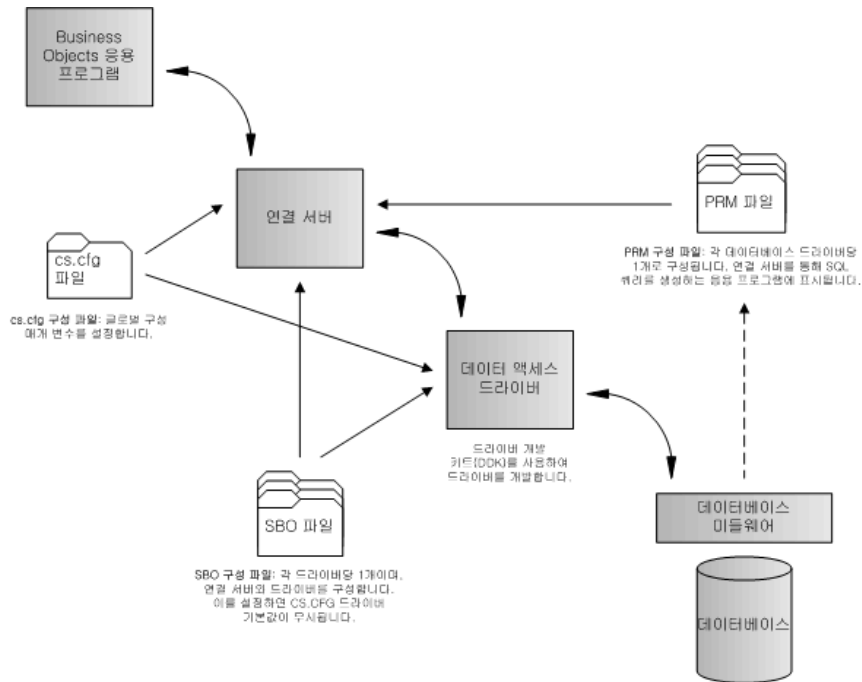 Business
Objects 응용
프로그램
연결 서버
PRM 파일
PRM 구성 파일: 각 데이터베이스 드라이버당
1개로 구성됩니다. 연결 서버를 통해 SQL
쿼리를 생성하는 응용 프로그램에 표시됩니다.
cs.cfg
파일
cs.cfg 구성 파일: 글로벌 구성
매개 변수를 설정합니다.
데이터 액세스
드라이버
드라이버 개발
키트(DDK)를 사용하여
드라이버를 개발합니다.
SBO 파일
SBO 구성 파일: 각 드라이버당 1개이며,
연결 서버와 드라이버를 구성합니다.
이를 설정하면 CS.CFG 드라이버
기본값이 무시됩니다.
데이터베이스
미들웨어
데이터베이스